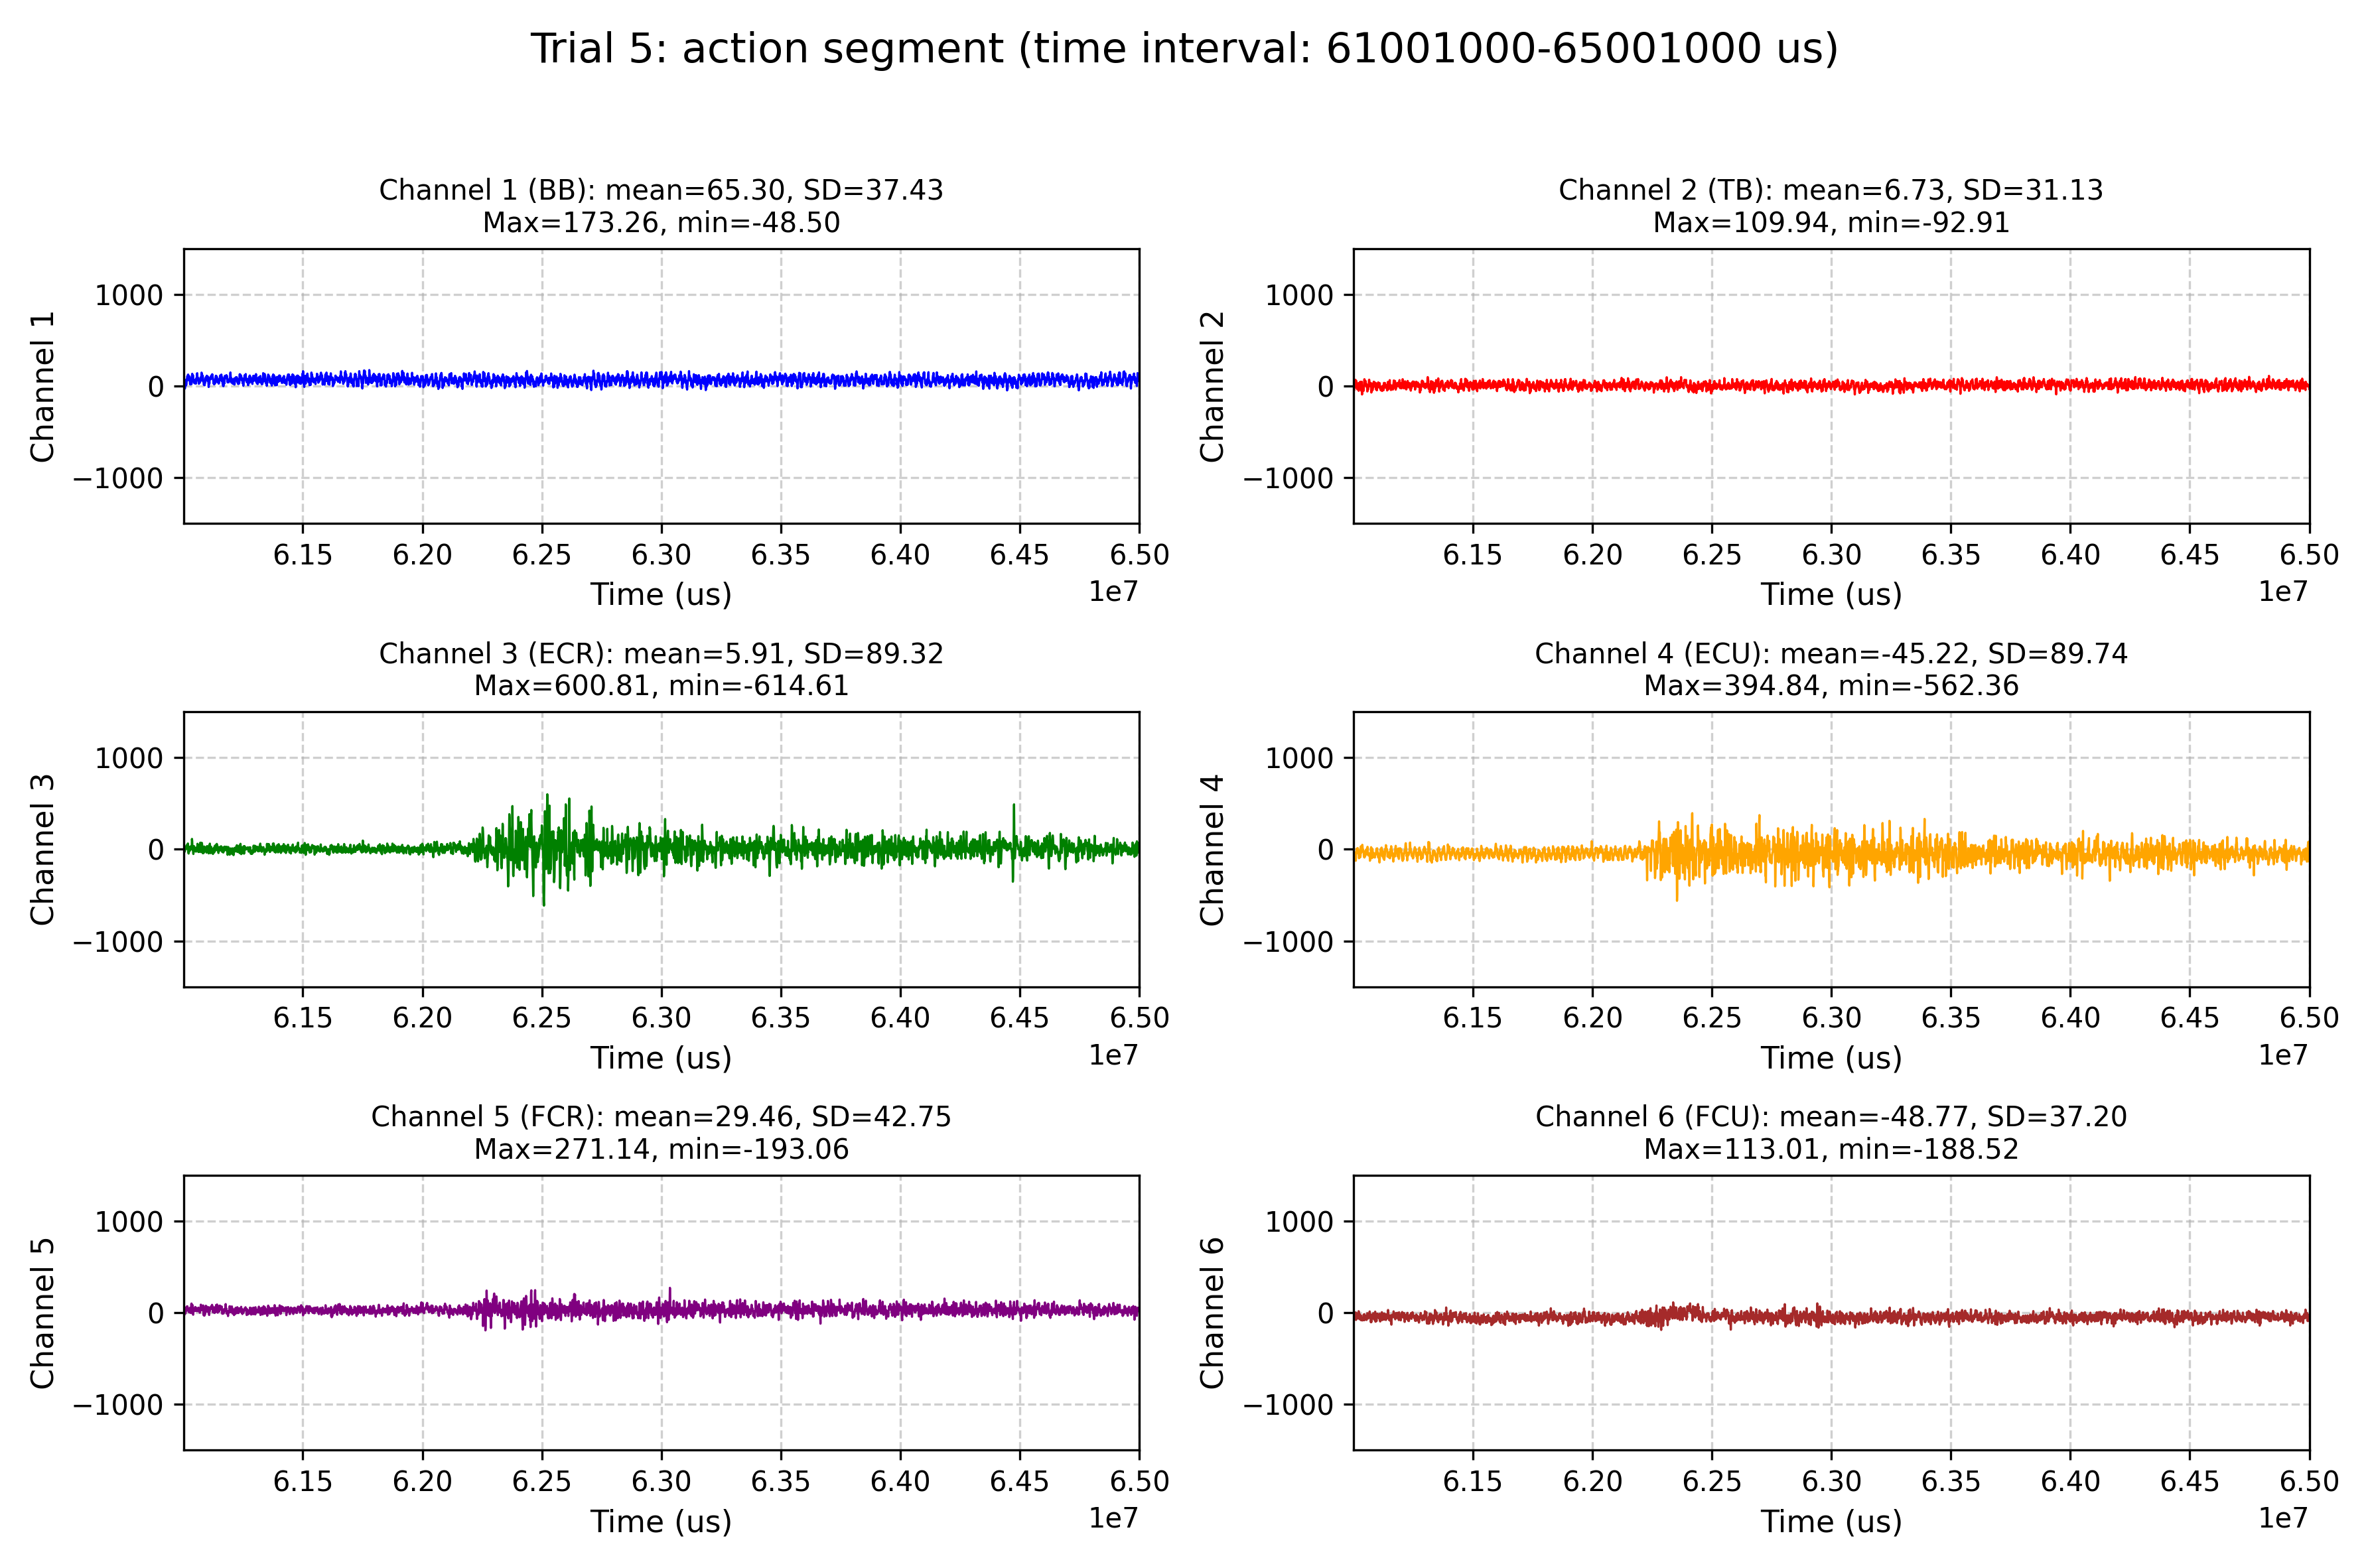 Trial 5: action segment (time interval: 61001000-65001000 us)
Channel 1 (BB): mean=65.30, SD=37.43
Max=173.26, min=-48.50
Channel 1
1000
0
−1000
6.15 6.20 6.25 6.30 6.35 6.40 6.45 6.50
Time (us)
1e7
Channel 2 (TB): mean=6.73, SD=31.13
Max=109.94, min=-92.91
Channel 2
1000
0
−1000
6.15 6.20 6.25 6.30 6.35 6.40 6.45 6.50
Time (us)
1e7
Channel 3 (ECR): mean=5.91, SD=89.32
Max=600.81, min=-614.61
Channel 3
1000
0
−1000
6.15 6.20 6.25 6.30 6.35 6.40 6.45 6.50
Time (us)
1e7
Channel 4 (ECU): mean=-45.22, SD=89.74
Max=394.84, min=-562.36
Channel 4
1000
0
−1000
6.15 6.20 6.25 6.30 6.35 6.40 6.45 6.50
Time (us)
1e7
Channel 5 (FCR): mean=29.46, SD=42.75
Max=271.14, min=-193.06
Channel 5
1000
0
−1000
6.15 6.20 6.25 6.30 6.35 6.40 6.45 6.50
Time (us)
1e7
Channel 6 (FCU): mean=-48.77, SD=37.20
Max=113.01, min=-188.52
Channel 6
1000
0
−1000
6.15 6.20 6.25 6.30 6.35 6.40 6.45 6.50
Time (us)
1e7